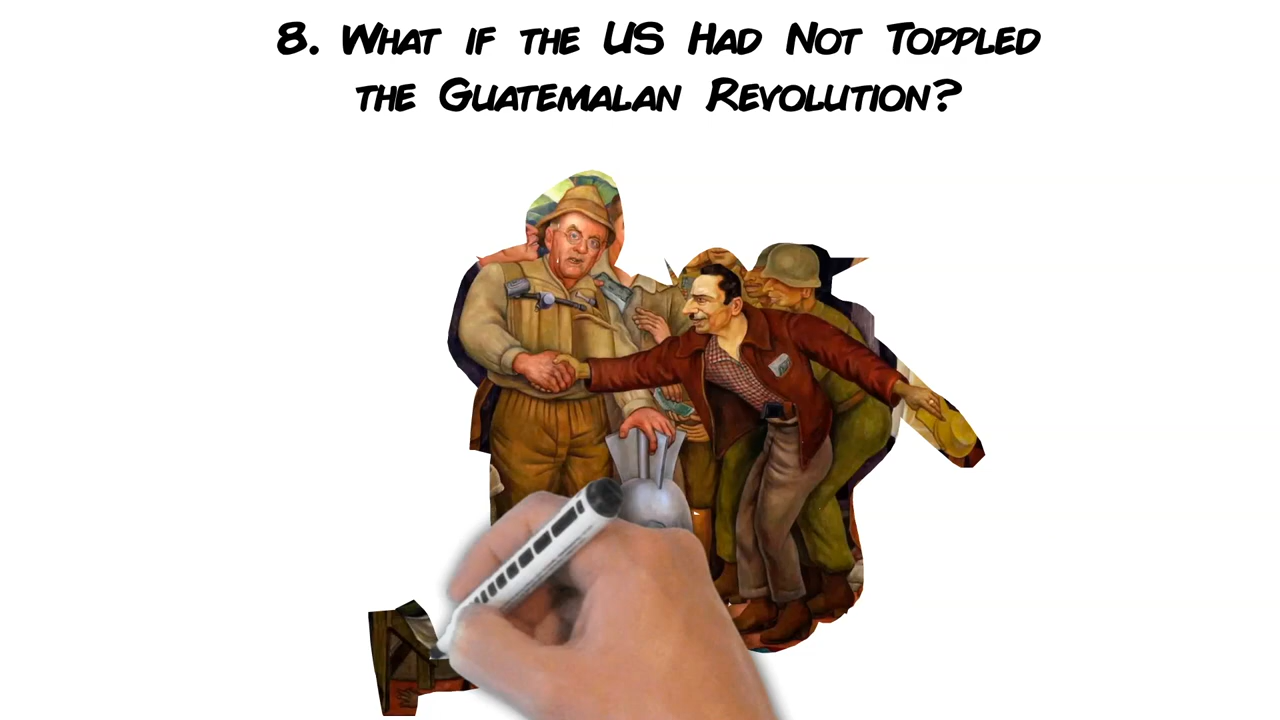 8. What if the US Had Not Toppled
the Guatemalan Revolution?